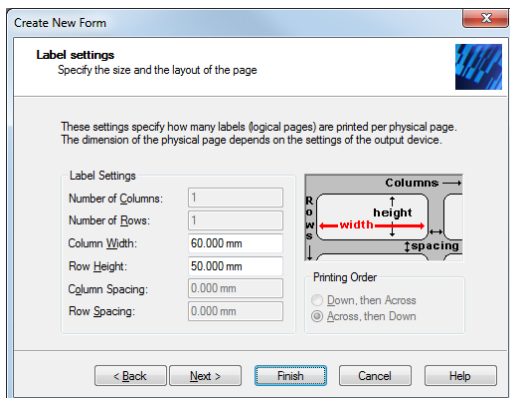 Create New Form
X
Label settings
Specify the size and the layout of the page
These settings specify how many labels (logical pages) are printed per physical page.
The dimension of the physical page depends on the settings of the output device.
Label Settings
Number of Columns: 1
Number of Rows: 1
Column Width: 60.000 mm
Row Height: 50.000 mm
Column Spacing: 0.000 mm
Row Spacing: 0.000 mm
Columns
Rows
height
width
spacing
Printing Order
Down, then Across
Across, then Down
< Back Next > Finish Cancel Help